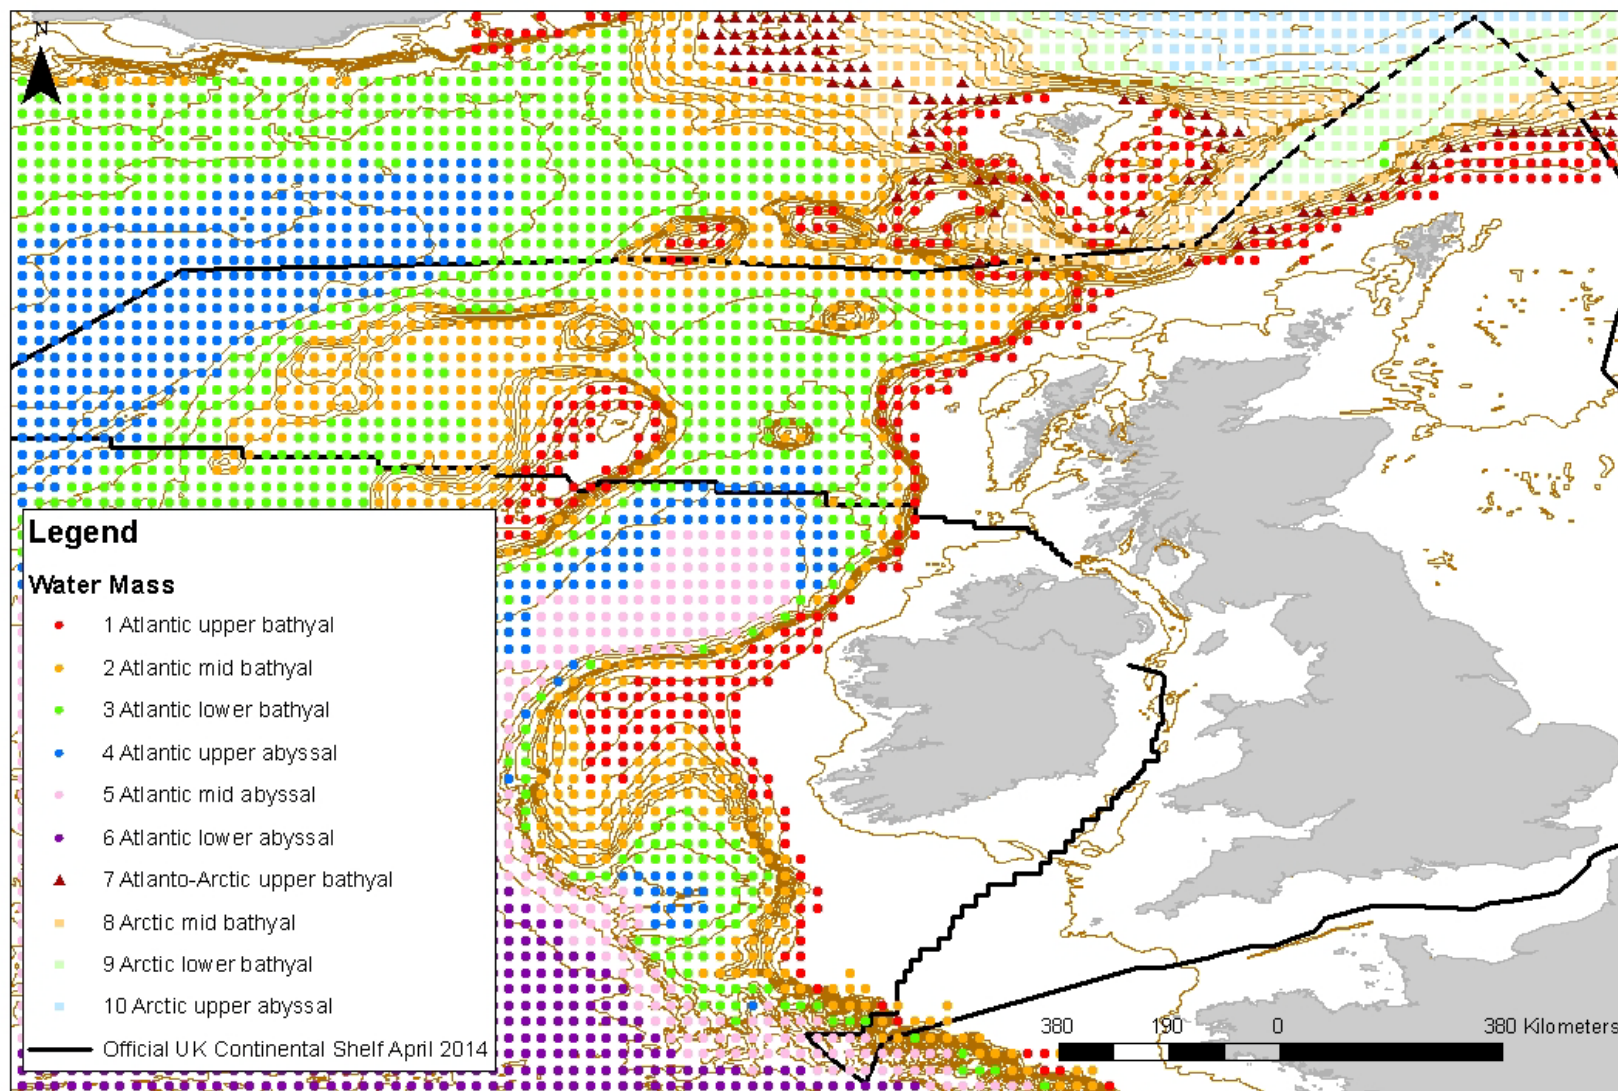 N
Legend
Water Mass
1 Atlantic upper bathyal
2 Atlantic mid bathyal
3 Atlantic lower bathyal
4 Atlantic upper abyssal
5 Atlantic mid abyssal
6 Atlantic lower abyssal
7 Atlanto-Arctic upper bathyal
8 Arctic mid bathyal
9 Arctic lower bathyal
10 Arctic upper abyssal
Official UK Continental Shelf April 2014
380 190 0 380 Kilometers